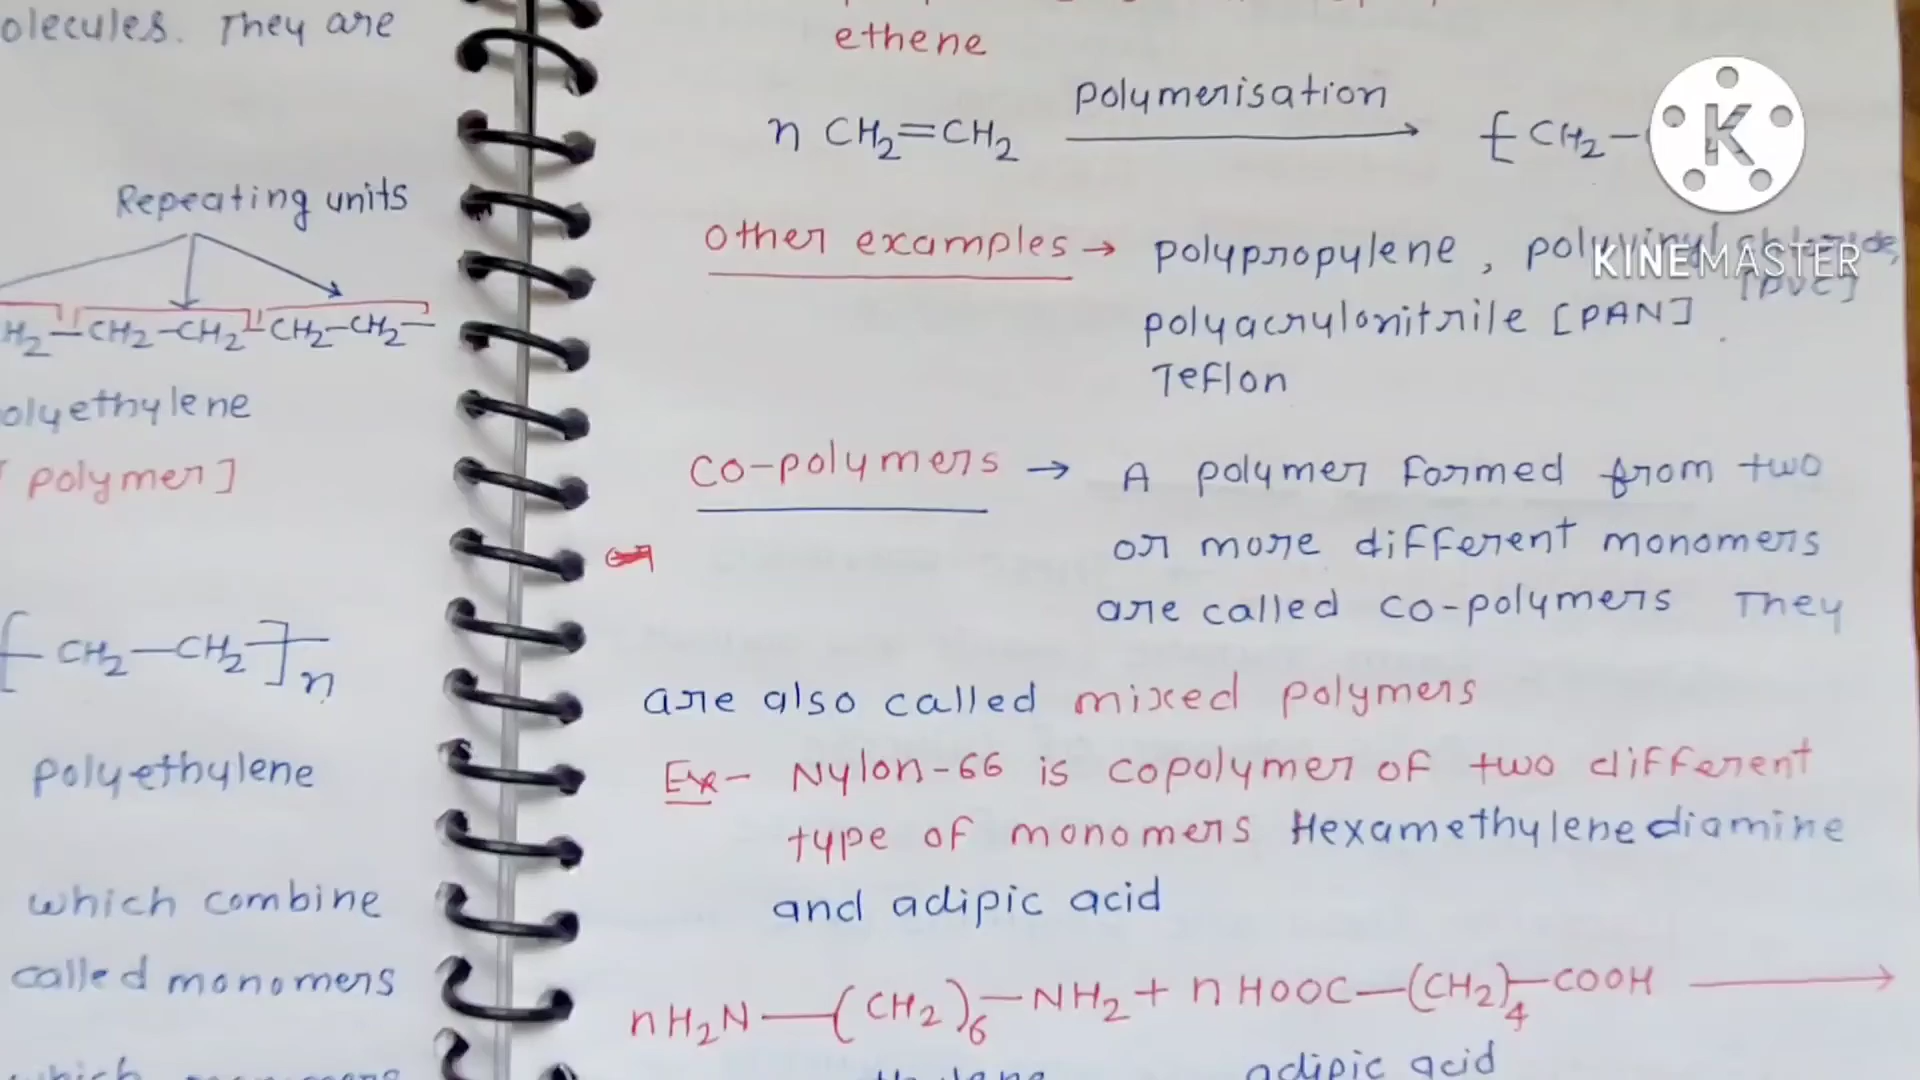 olecules. They are
Repeating units
H2-CH2-CH2-CH2-CH2-
olyethylene
polymer]
[CH2-CH2]n
polyethylene
which combine
called monomers
ethene
n CH2=CH2 polymerisation [CH2-
K
KINEMASTER
other examples → polypropylene, polyvinyl chloride,
[PVC]
polyacrylonitrile [PAN]
Teflon
co-polymers → A polymer formed from two
or more different monomers
are called co-polymers They
are also called mixed polymers
Ex- Nylon-66 is copolymer of two different
type of monomers Hexamethylenediamine
and adipic acid
nH2N-(CH2)6-NH2 + nHOOC-(CH2)4-COOH →
adipic acid